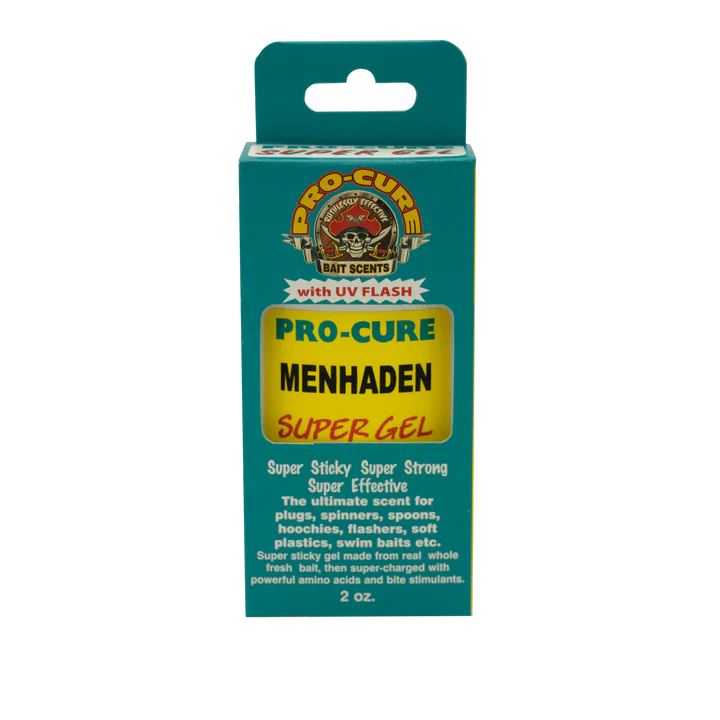 PRO-CURE
SUPER GEL
PRO-CURE
RUTHLESSLY EFFECTIVE
BAIT SCENTS
with UV FLASH
PRO-CURE
MENHADEN
SUPER GEL
Super Sticky Super Strong
Super Effective
The ultimate scent for
plugs, spinners, spoons,
hoochies, flashers, soft
plastics, swim baits etc.
Super sticky gel made from real whole
fresh bait, then super-charged with
powerful amino acids and bite stimulants.
2 oz.